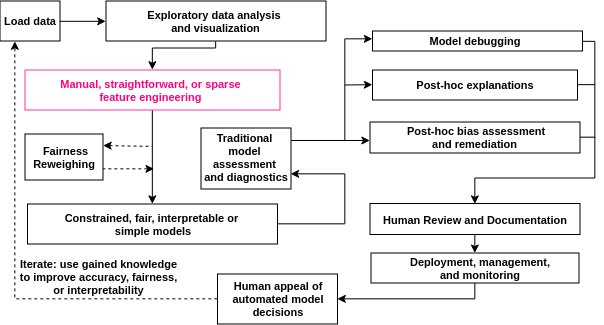 Load data
Exploratory data analysis
and visualization
Manual, straightforward, or sparse
feature engineering
Fairness
Reweighing
Traditional
model
assessment
and diagnostics
Constrained, fair, interpretable or
simple models
Model debugging
Post-hoc explanations
Post-hoc bias assessment
and remediation
Human Review and Documentation
Deployment, management,
and monitoring
Human appeal of
automated model
decisions
Iterate: use gained knowledge
to improve accuracy, fairness,
or interpretability